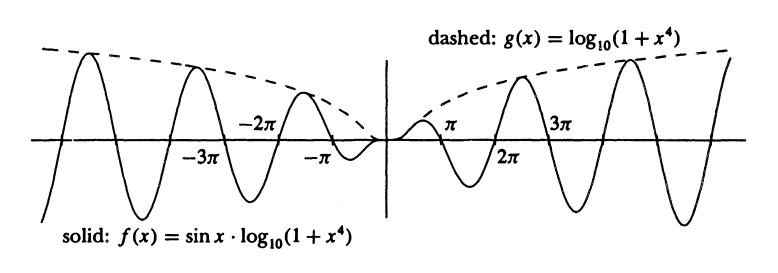 dashed: g(x) = log₁₀(1 + x⁴)
−2π
π
3π
−3π
−π
2π
solid: f(x) = sin x · log₁₀(1 + x⁴)